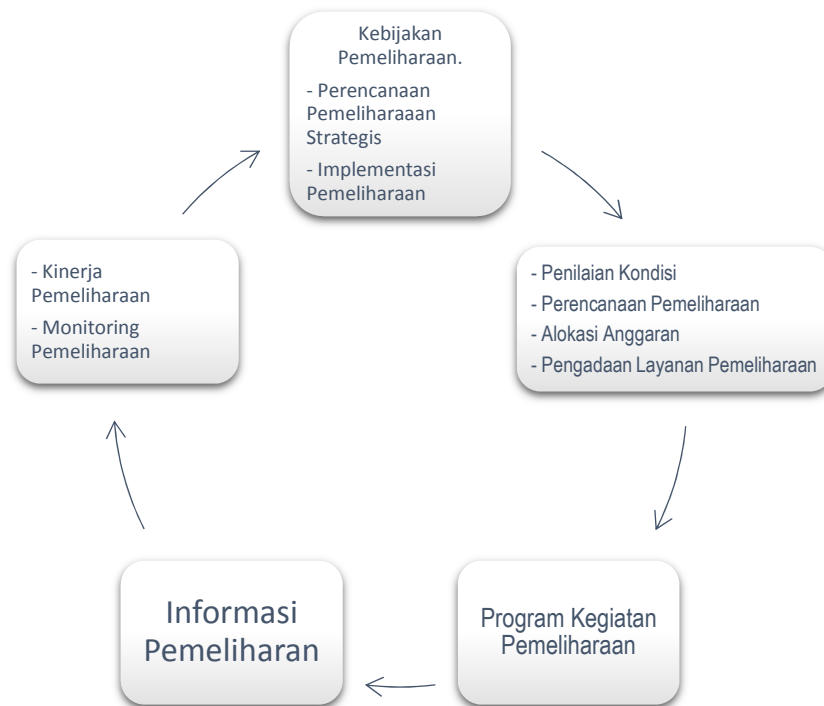 Kebijakan
Pemeliharaan.
- Perencanaan
Pemeliharaaan
Strategis
- Implementasi
Pemeliharaan
- Penilaian Kondisi
- Perencanaan Pemeliharaan
- Alokasi Anggaran
- Pengadaan Layanan Pemeliharaan
Program Kegiatan
Pemeliharaan
Informasi
Pemeliharan
- Kinerja
Pemeliharaan
- Monitoring
Pemeliharaan